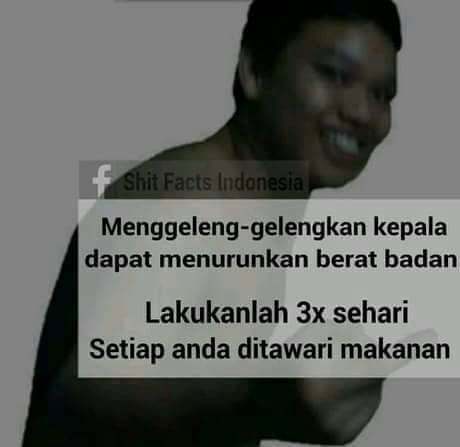 f Shit Facts Indonesia
Menggeleng-gelengkan kepala
dapat menurunkan berat badan
Lakukanlah 3x sehari
Setiap anda ditawari makanan